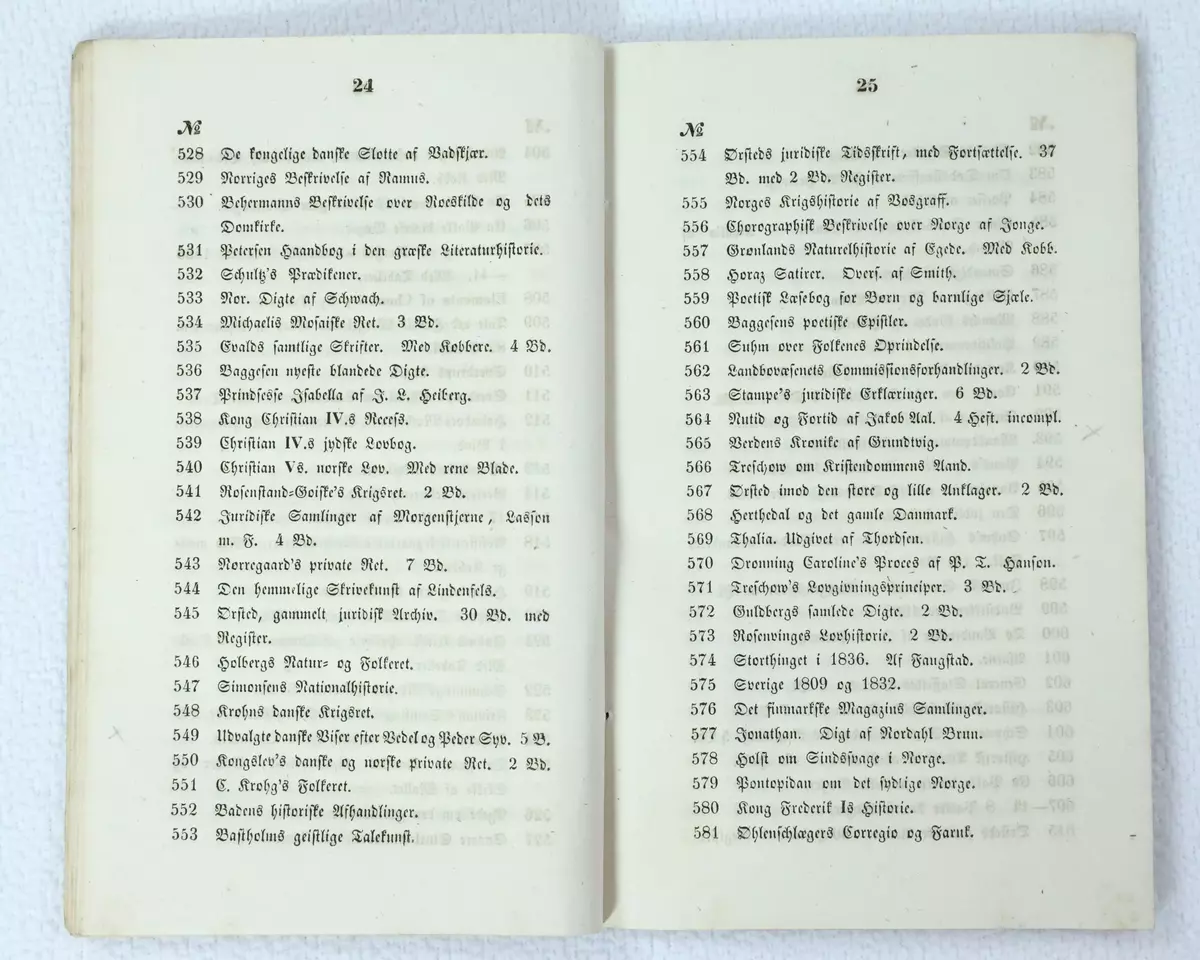 24
№
528 De kongelige danske Slotte af Badskjær.
529 Norriges Beskrivelse af Ramus.
530 Behermanns Beskrivelse over Roeskilde og dets
Domkirke.
531 Petersen Haandbog i den græske Literaturhistorie.
532 Schultz's Prædikener.
533 Nor. Digte af Schwach.
534 Michaelis Mosaiske Ret. 3 Bd.
535 Evalds samtlige Skrifter. Med Kobbere. 4 Bd.
536 Baggesen nyeste blandede Digte.
537 Prindsesse Isabella af J. L. Heiberg.
538 Kong Christian IV.s Recess.
539 Christian IV.s jydske Lovbog.
540 Christian Vs. norske Lov. Med rene Blade.
541 Rosenstand-Goiske's Krigsret. 2 Bd.
542 Juridiske Samlinger af Morgenstjerne, Lasson
m. F. 4 Bd.
543 Nørregaard's private Ret. 7 Bd.
544 Den hemmelige Skrivekunst af Lindenfels.
545 Ørsted, gammelt juridisk Archiv. 30 Bd. med
Register.
546 Holbergs Natur- og Folkeret.
547 Simonsens Nationalhistorie.
548 Krohns danske Krigsret.
549 Udvalgte danske Viser efter Vedel og Peder Syv. 5 B.
550 Kongslev's danske og norske private Ret. 2 Bd.
551 C. Krohg's Folkeret.
552 Badens historiske Afhandlinger.
553 Bastholms geistlige Talekunst.
25
№
554 Ørsteds juridiske Tidsskrift, med Fortsættelse. 37
Bd. med 2 Bd. Register.
555 Norges Krigshistorie af Vosgraff.
556 Chorographisk Beskrivelse over Norge af Jonge.
557 Grønlands Naturelhistorie af Egede. Med Kobb.
558 Horaz Satirer. Overs. af Smith.
559 Poetisk Læsebog for Børn og barnlige Sjæle.
560 Baggesens poetiske Epistler.
561 Suhm over Folkenes Oprindelse.
562 Landbovæsenets Commissionsforhandlinger. 2 Bd.
563 Stampe's juridiske Erklæringer. 6 Bd.
564 Nutid og Fortid af Jakob Aal. 4 Heft. incompl.
565 Verdens Kronike af Grundtvig.
566 Treschow om Kristendommens Aand.
567 Ørsted imod den store og lille Anklager. 2 Bd.
568 Herthedal og det gamle Danmark.
569 Thalia. Udgivet af Thordsen.
570 Dronning Caroline's Proces af P. T. Hanson.
571 Treschow's Lovgivningsprinciper. 3 Bd.
572 Guldbergs samlede Digte. 2 Bd.
573 Rosenvinges Lovhistorie. 2 Bd.
574 Storthinget i 1836. Af Faugstad.
575 Sverige 1809 og 1832.
576 Det finmarkske Magazins Samlinger.
577 Jonathan. Digt af Nordahl Brun.
578 Holst om Sindssvage i Norge.
579 Pontopidan om det sydlige Norge.
580 Kong Frederik Is Historie.
581 Øhlenschlægers Corregio og Faruk.